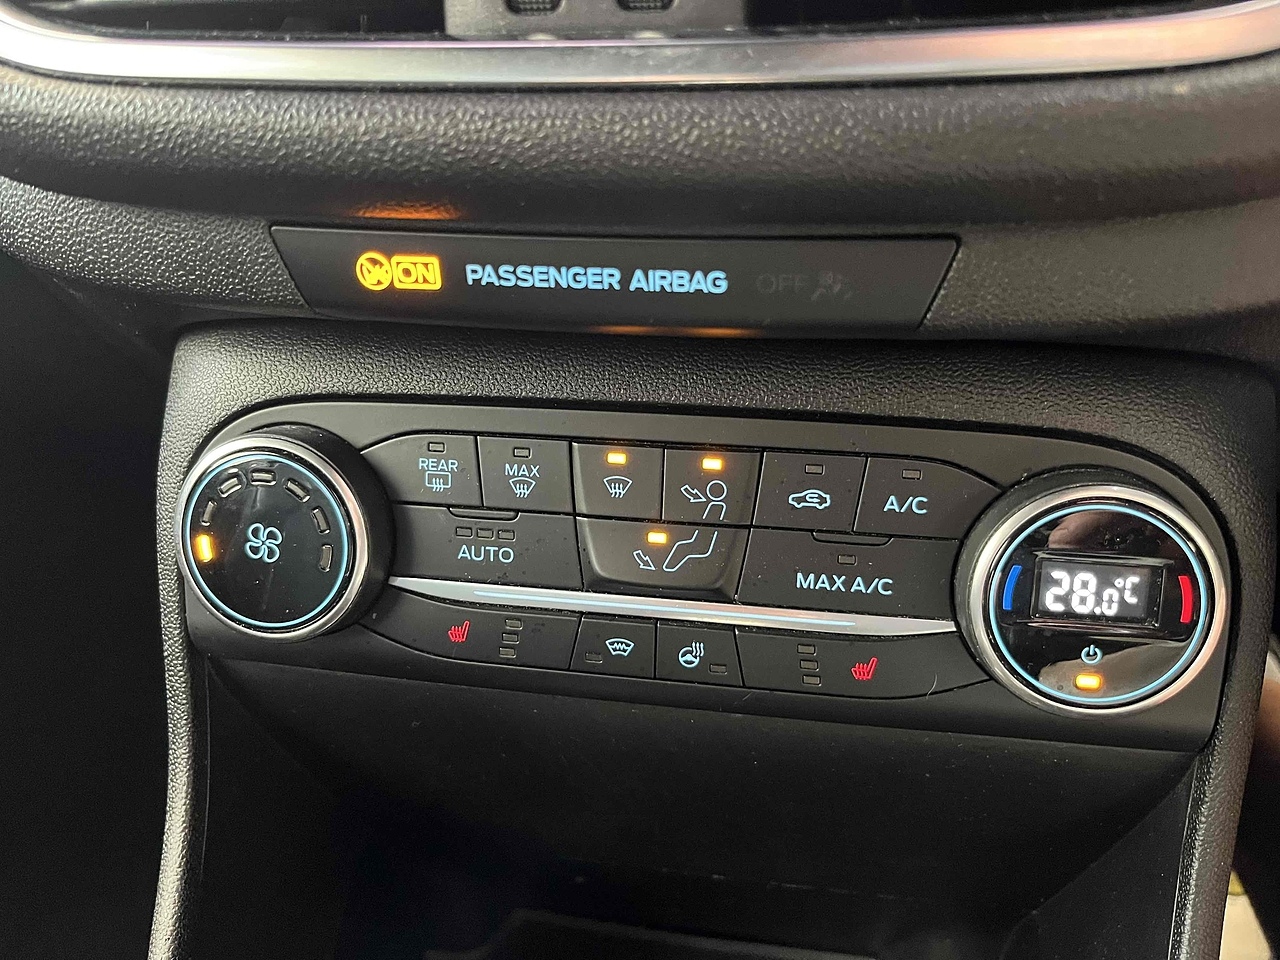 ON PASSENGER AIRBAG OFF
REAR
MAX
A/C
AUTO
MAX A/C
28.0°C